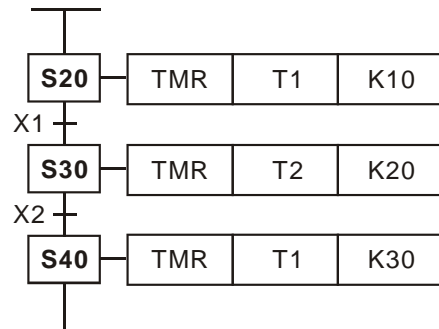 S20 TMR T1 K10
X1
S30 TMR T2 K20
X2
S40 TMR T1 K30